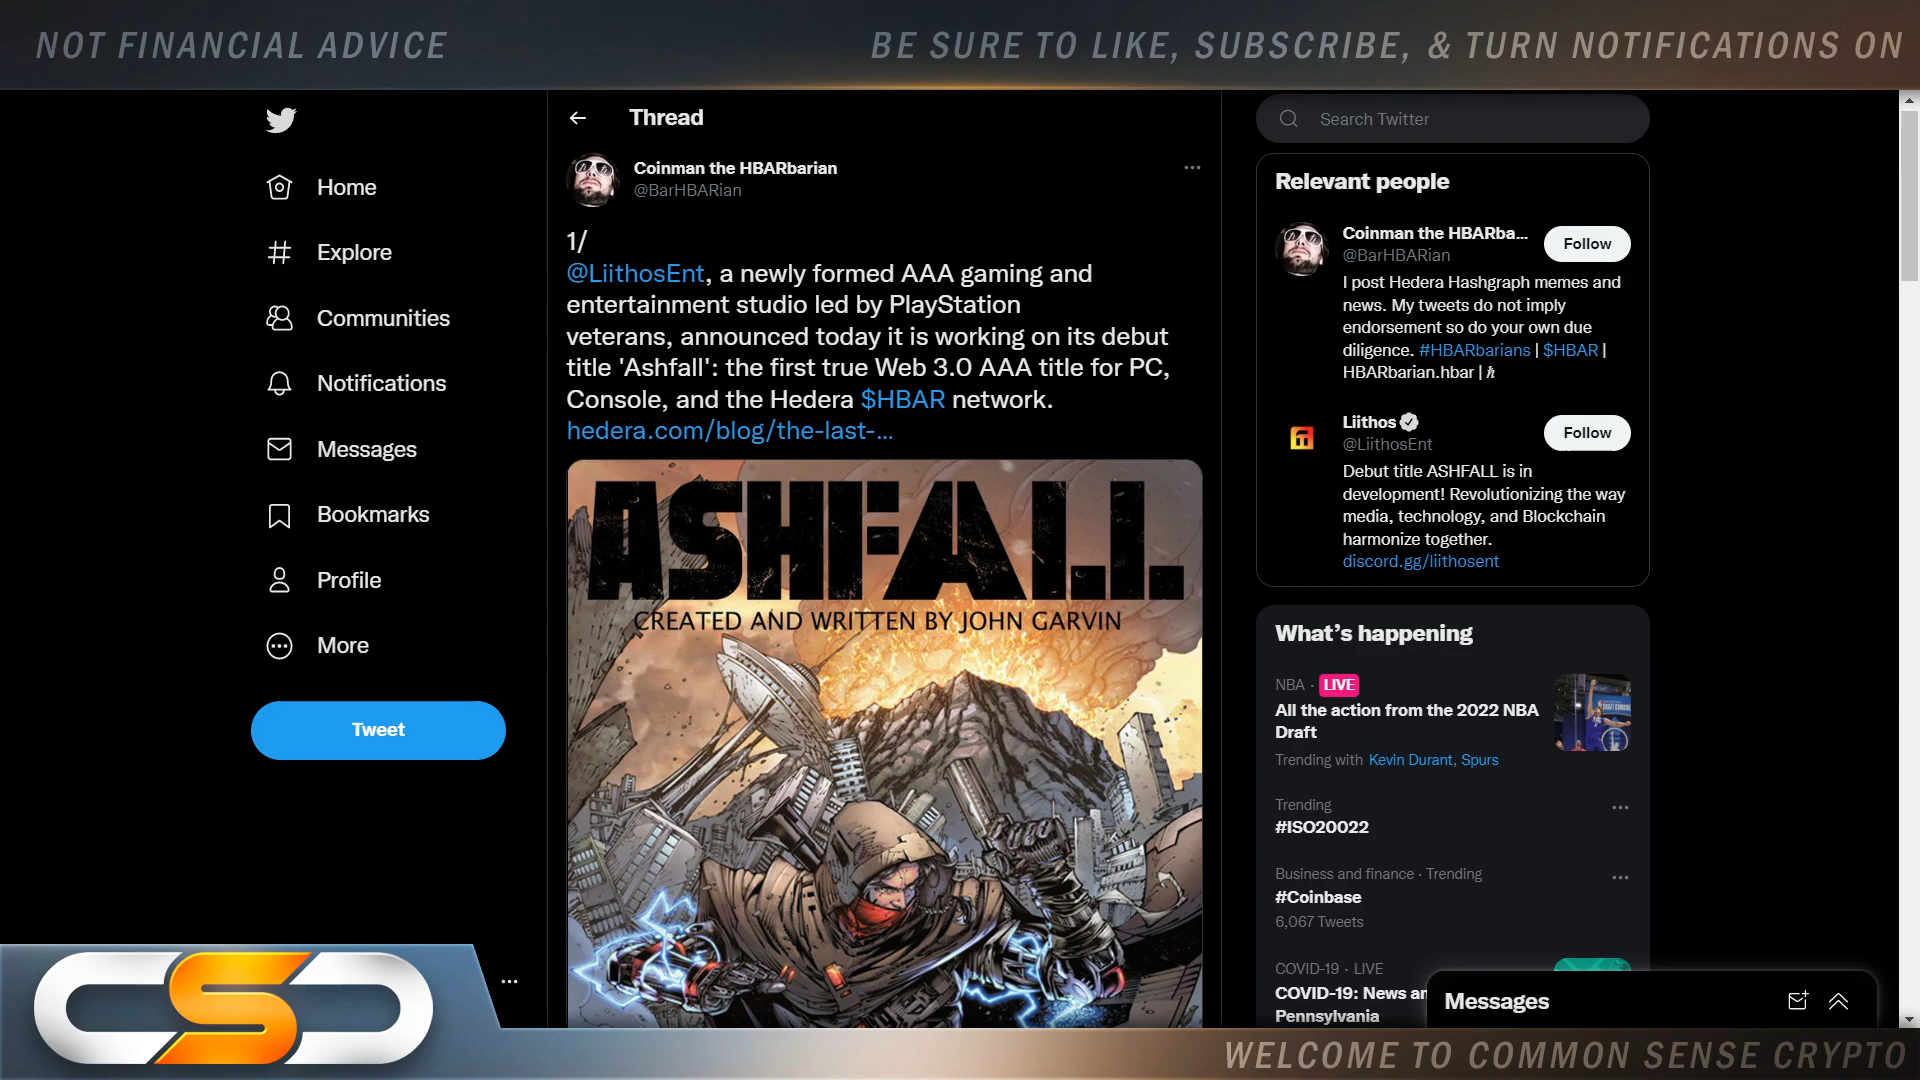 NOT FINANCIAL ADVICE
BE SURE TO LIKE, SUBSCRIBE, & TURN NOTIFICATIONS ON
Home
Explore
Communities
Notifications
Messages
Bookmarks
Profile
More
Tweet
Thread
Coinman the HBARbarian
@BarHBARian
1/
@LiithosEnt, a newly formed AAA gaming and
entertainment studio led by PlayStation
veterans, announced today it is working on its debut
title 'Ashfall': the first true Web 3.0 AAA title for PC,
Console, and the Hedera $HBAR network.
hedera.com/blog/the-last-...
ASHFALL
CREATED AND WRITTEN BY JOHN GARVIN
Search Twitter
Relevant people
Coinman the HBARba...
@BarHBARian
Follow
I post Hedera Hashgraph memes and
news. My tweets do not imply
endorsement so do your own due
diligence. #HBARbarians | $HBAR |
HBARbarian.hbar | ℏ
Liithos
@LiithosEnt
Follow
Debut title ASHFALL is in
development! Revolutionizing the way
media, technology, and Blockchain
harmonize together.
discord.gg/liithosent
What's happening
NBA · LIVE
All the action from the 2022 NBA
Draft
Trending with Kevin Durant, Spurs
Trending
#ISO20022
Business and finance · Trending
#Coinbase
6,067 Tweets
COVID-19 · LIVE
COVID-19: News an
Pennsylvania
Messages
CSC
WELCOME TO COMMON SENSE CRYPTO